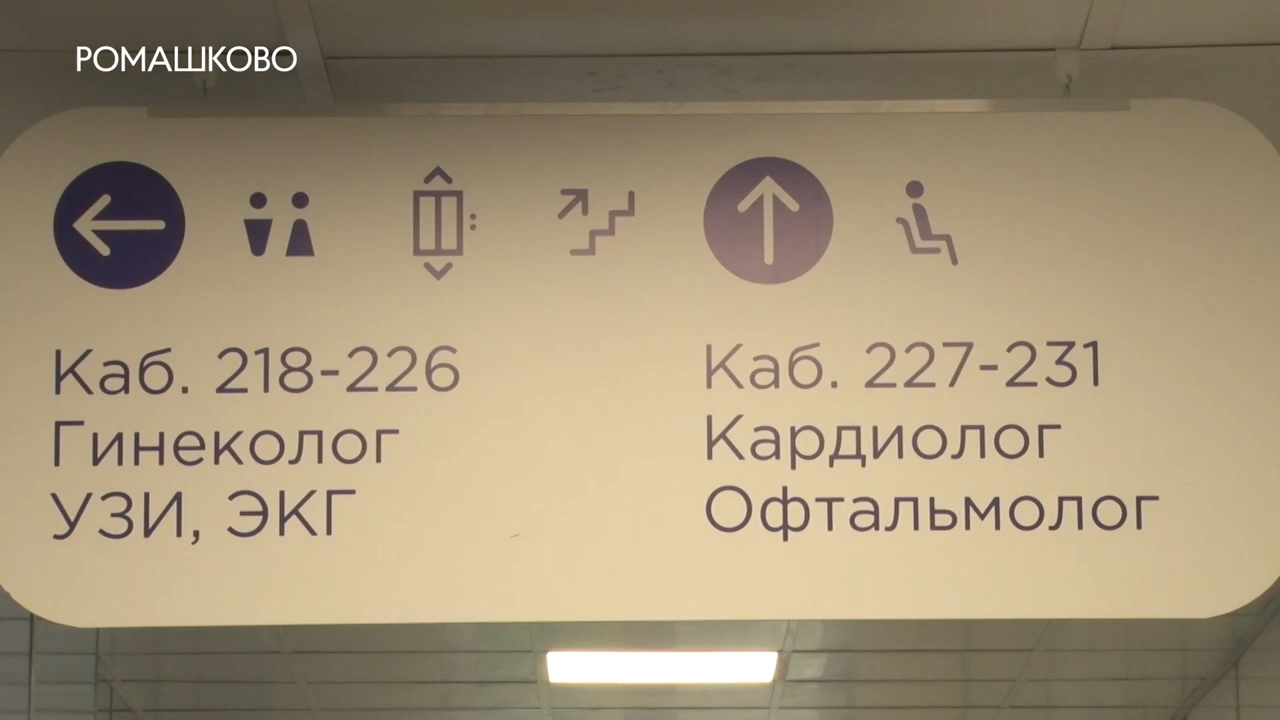 РОМАШКОВО
Каб. 218-226
Гинеколог
УЗИ, ЭКГ
Каб. 227-231
Кардиолог
Офтальмолог